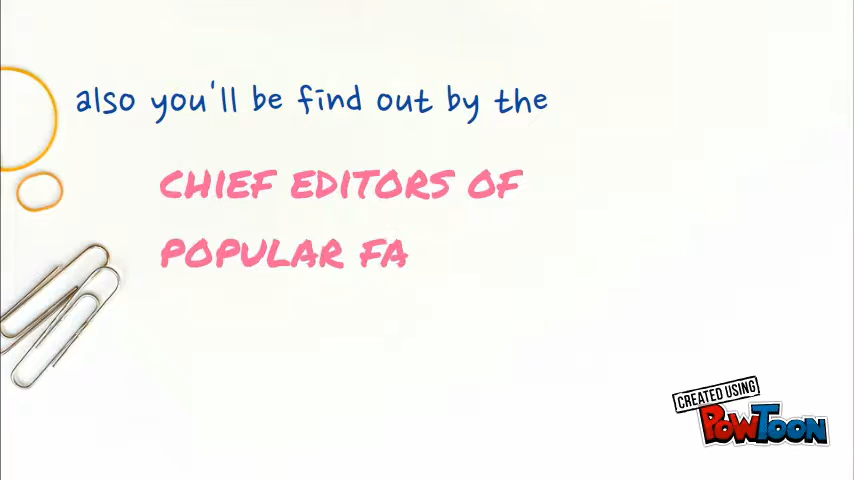 also you'll be find out by the
CHIEF EDITORS OF
POPULAR FA
CREATED USING
POWTOON